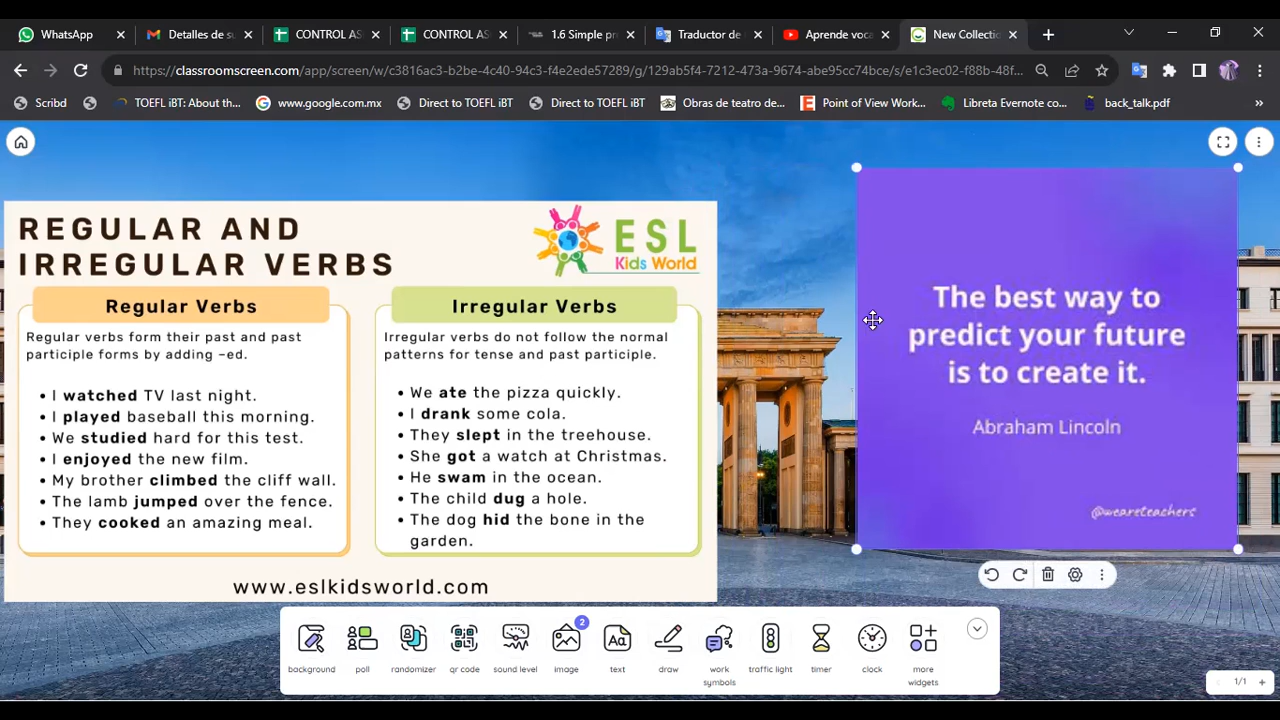 WhatsApp
Detalles de su
CONTROL AS
CONTROL AS
1.6 Simple pre
Traductor de
Aprende voca
New Collectio
https://classroomscreen.com/app/screen/w/c3816ac3-b2be-4c40-94c3-f4e2ede57289/g/129ab5f4-7212-473a-9674-abe95cc74bce/s/e1c3ec02-f88b-48f...
Scribd
TOEFL iBT: About th...
www.google.com.mx
Direct to TOEFL iBT
Direct to TOEFL iBT
Obras de teatro de...
Point of View Work...
Libreta Evernote co...
back_talk.pdf
»
REGULAR AND
IRREGULAR VERBS
ESL
Kids World
Regular Verbs
Regular verbs form their past and past
participle forms by adding –ed.
• I watched TV last night.
• I played baseball this morning.
• We studied hard for this test.
• I enjoyed the new film.
• My brother climbed the cliff wall.
• The lamb jumped over the fence.
• They cooked an amazing meal.
Irregular Verbs
Irregular verbs do not follow the normal
patterns for tense and past participle.
• We ate the pizza quickly.
• I drank some cola.
• They slept in the treehouse.
• She got a watch at Christmas.
• He swam in the ocean.
• The child dug a hole.
• The dog hid the bone in the
garden.
www.eslkidsworld.com
The best way to
predict your future
is to create it.
Abraham Lincoln
@weareteachers
2
Aa
background
poll
randomizer
qr code
sound level
image
text
draw
work
symbols
traffic light
timer
clock
more
widgets
1/1